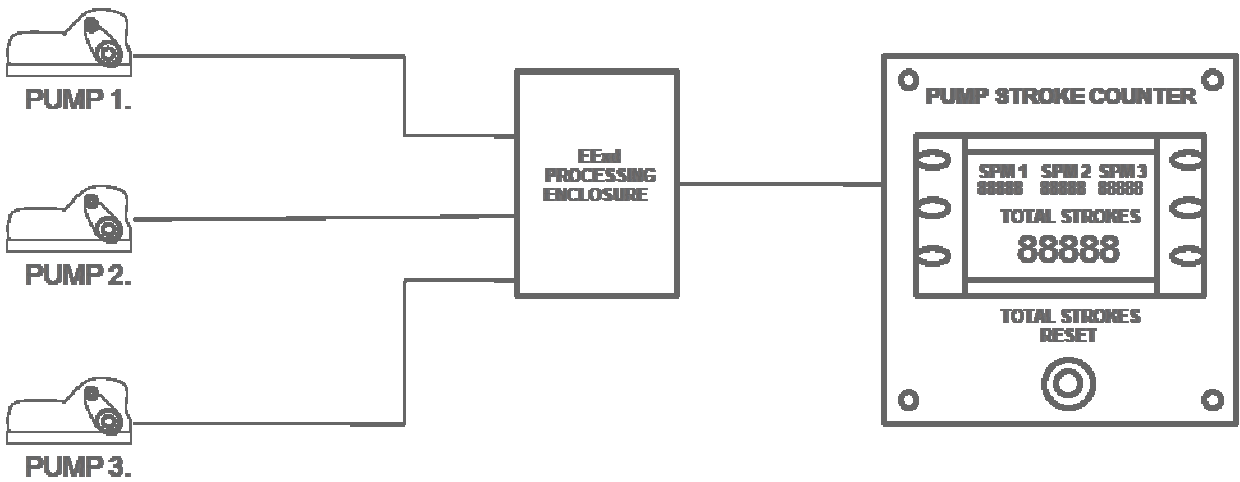 PUMP 1.
PUMP 2.
PUMP 3.
EExd
PROCESSING
ENCLOSURE
PUMP STROKE COUNTER
SPM 1 SPM 2 SPM 3
88888 88888 88888
TOTAL STROKES
88888
TOTAL STROKES
RESET